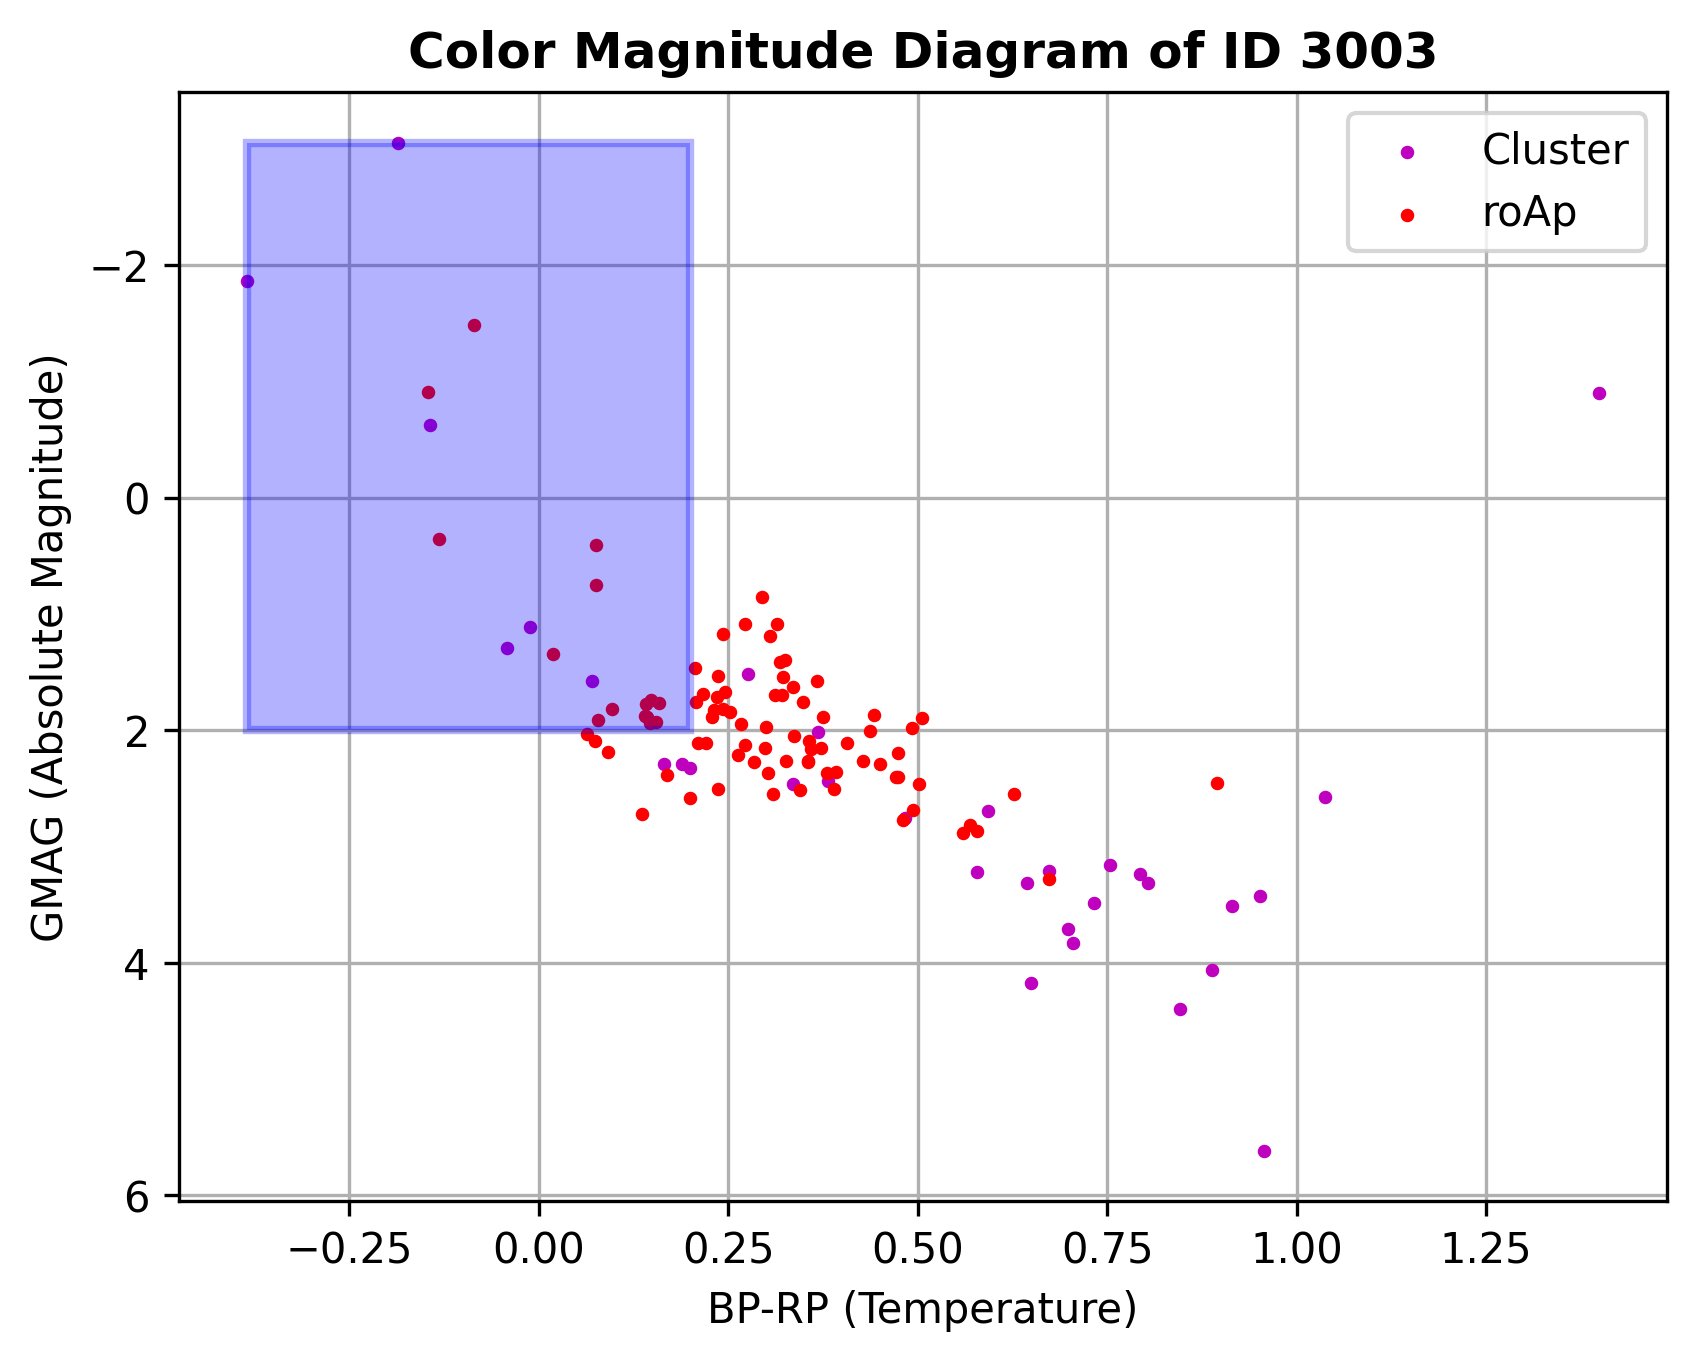 Color Magnitude Diagram of ID 3003
Cluster
roAp
GMAG (Absolute Magnitude)
−2
0
2
4
6
−0.25 0.00 0.25 0.50 0.75 1.00 1.25
BP-RP (Temperature)